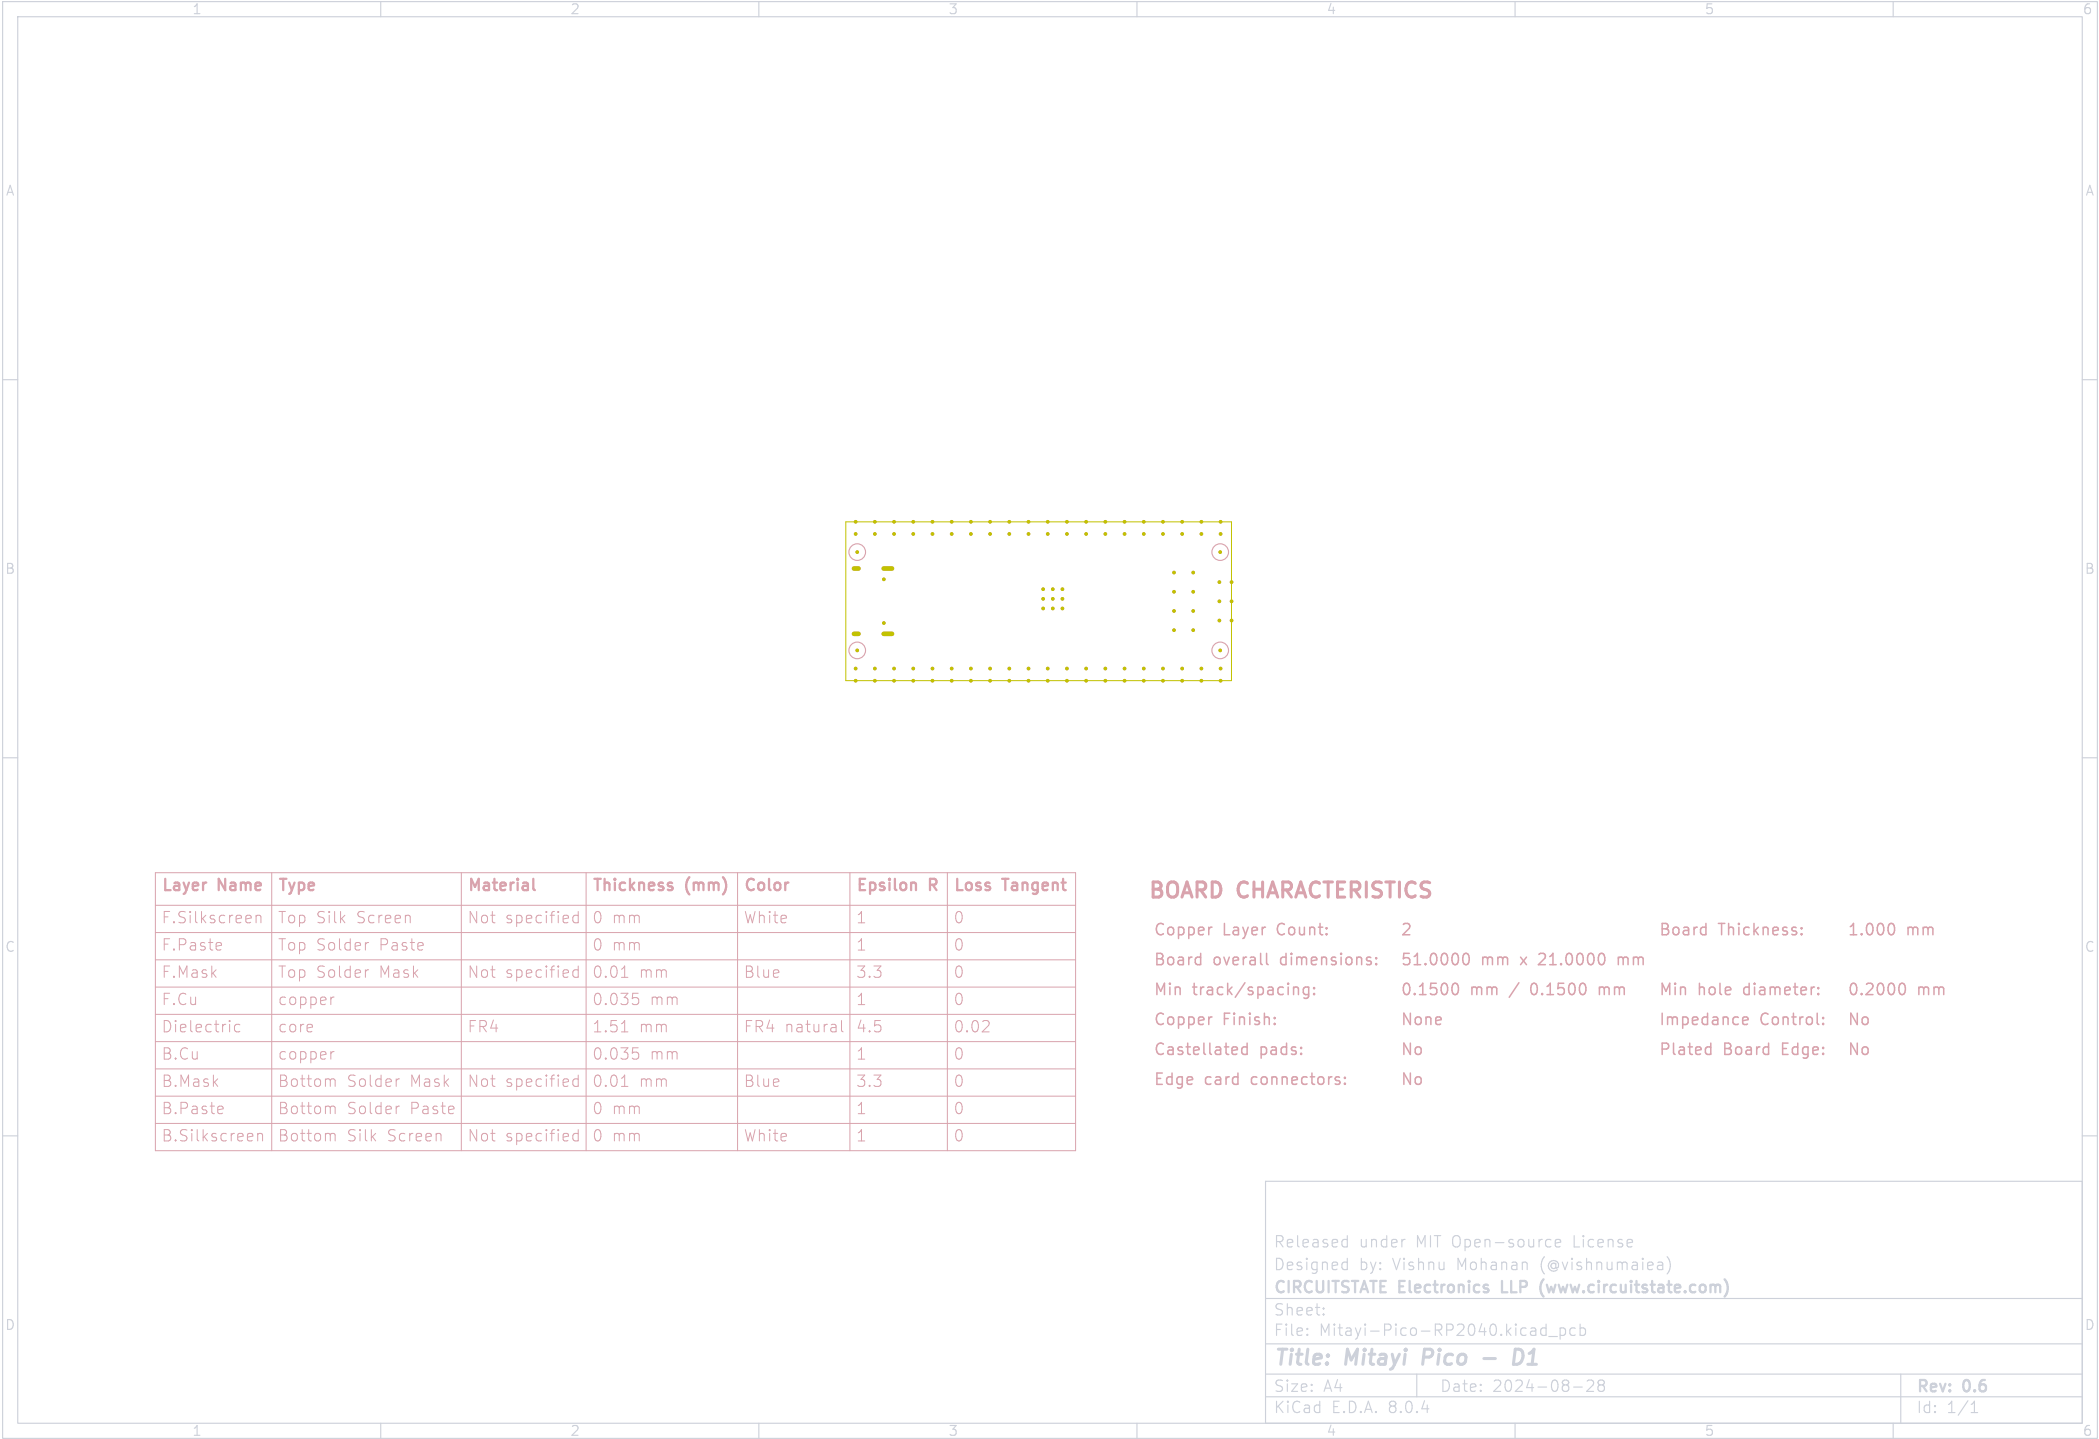 1 2 3 4 5 6
A A
B B
Layer Name Type Material Thickness (mm) Color Epsilon R Loss Tangent
F.Silkscreen Top Silk Screen Not specified 0 mm White 1 0
F.Paste Top Solder Paste 0 mm 1 0
F.Mask Top Solder Mask Not specified 0.01 mm Blue 3.3 0
F.Cu copper 0.035 mm 1 0
Dielectric core FR4 1.51 mm FR4 natural 4.5 0.02
B.Cu copper 0.035 mm 1 0
B.Mask Bottom Solder Mask Not specified 0.01 mm Blue 3.3 0
B.Paste Bottom Solder Paste 0 mm 1 0
B.Silkscreen Bottom Silk Screen Not specified 0 mm White 1 0
BOARD CHARACTERISTICS
Copper Layer Count: 2 Board Thickness: 1.000 mm
Board overall dimensions: 51.0000 mm x 21.0000 mm
Min track/spacing: 0.1500 mm / 0.1500 mm Min hole diameter: 0.2000 mm
Copper Finish: None Impedance Control: No
Castellated pads: No Plated Board Edge: No
Edge card connectors: No
C C
Released under MIT Open-source License
Designed by: Vishnu Mohanan (@vishnumaiea)
CIRCUITSTATE Electronics LLP (www.circuitstate.com)
Sheet:
File: Mitayi-Pico-RP2040.kicad_pcb
D D
Title: Mitayi Pico - D1
Size: A4 Date: 2024-08-28 Rev: 0.6
KiCad E.D.A. 8.0.4 Id: 1/1
1 2 3 4 5 6